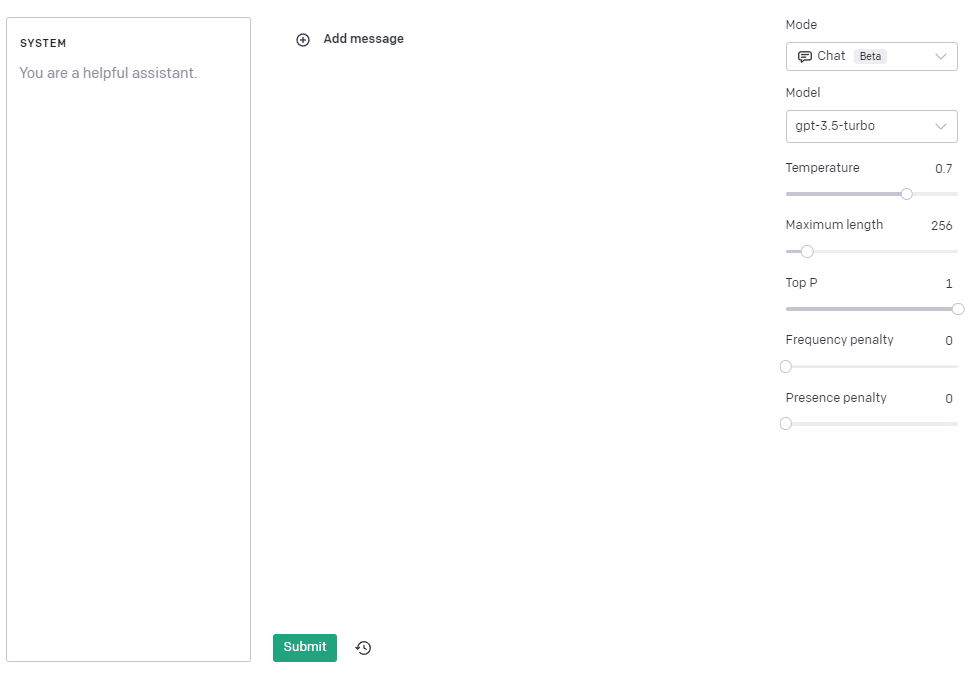 SYSTEM
You are a helpful assistant.
Add message
Submit
Mode
Chat Beta
Model
gpt-3.5-turbo
Temperature 0.7
Maximum length 256
Top P 1
Frequency penalty 0
Presence penalty 0